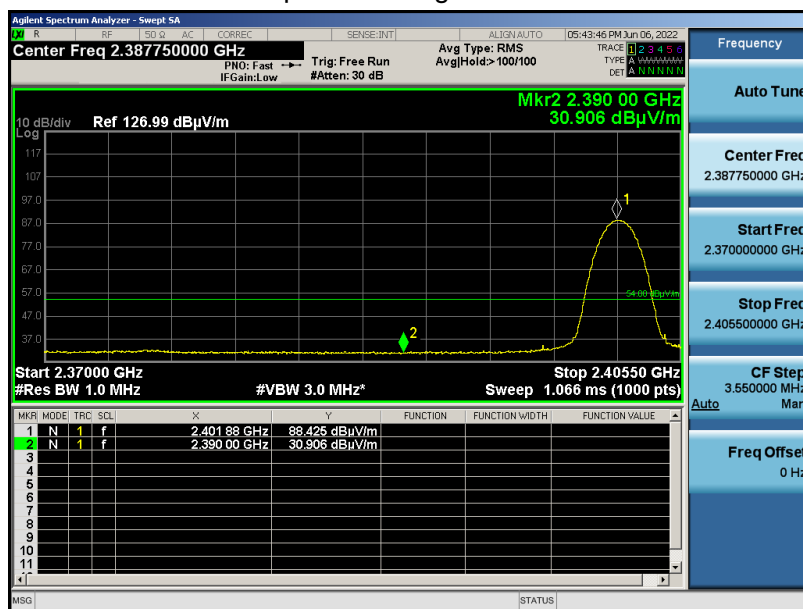 Agilent Spectrum Analyzer - Swept SA
LXI R RF 50 Ω AC CORREC SENSE:INT ALIGN AUTO 05:43:46 PM Jun 06, 2022
Center Freq 2.387750000 GHz
PNO: Fast
IFGain:Low
Trig: Free Run
#Atten: 30 dB
Avg Type: RMS
Avg|Hold:>100/100
TRACE 1 2 3 4 5 6
TYPE A WWWWW
DET A N N N N N
Mkr2 2.390 00 GHz
30.906 dBµV/m
10 dB/div
Log
Ref 126.99 dBµV/m
117
107
97.0
87.0
77.0
67.0
57.0
47.0
37.0
1
2
54.00 dBµV/m
Start 2.37000 GHz Stop 2.40550 GHz
#Res BW 1.0 MHz #VBW 3.0 MHz* Sweep 1.066 ms (1000 pts)
MKR MODE TRC SCL X Y FUNCTION FUNCTION WIDTH FUNCTION VALUE
1 N 1 f 2.401 88 GHz 88.425 dBµV/m
2 N 1 f 2.390 00 GHz 30.906 dBµV/m
3
4
5
6
7
8
9
10
11
MSG STATUS
Frequency
Auto Tune
Center Freq
2.387750000 GHz
Start Freq
2.370000000 GHz
Stop Freq
2.405500000 GHz
CF Step
3.550000 MHz
Auto Man
Freq Offset
0 Hz